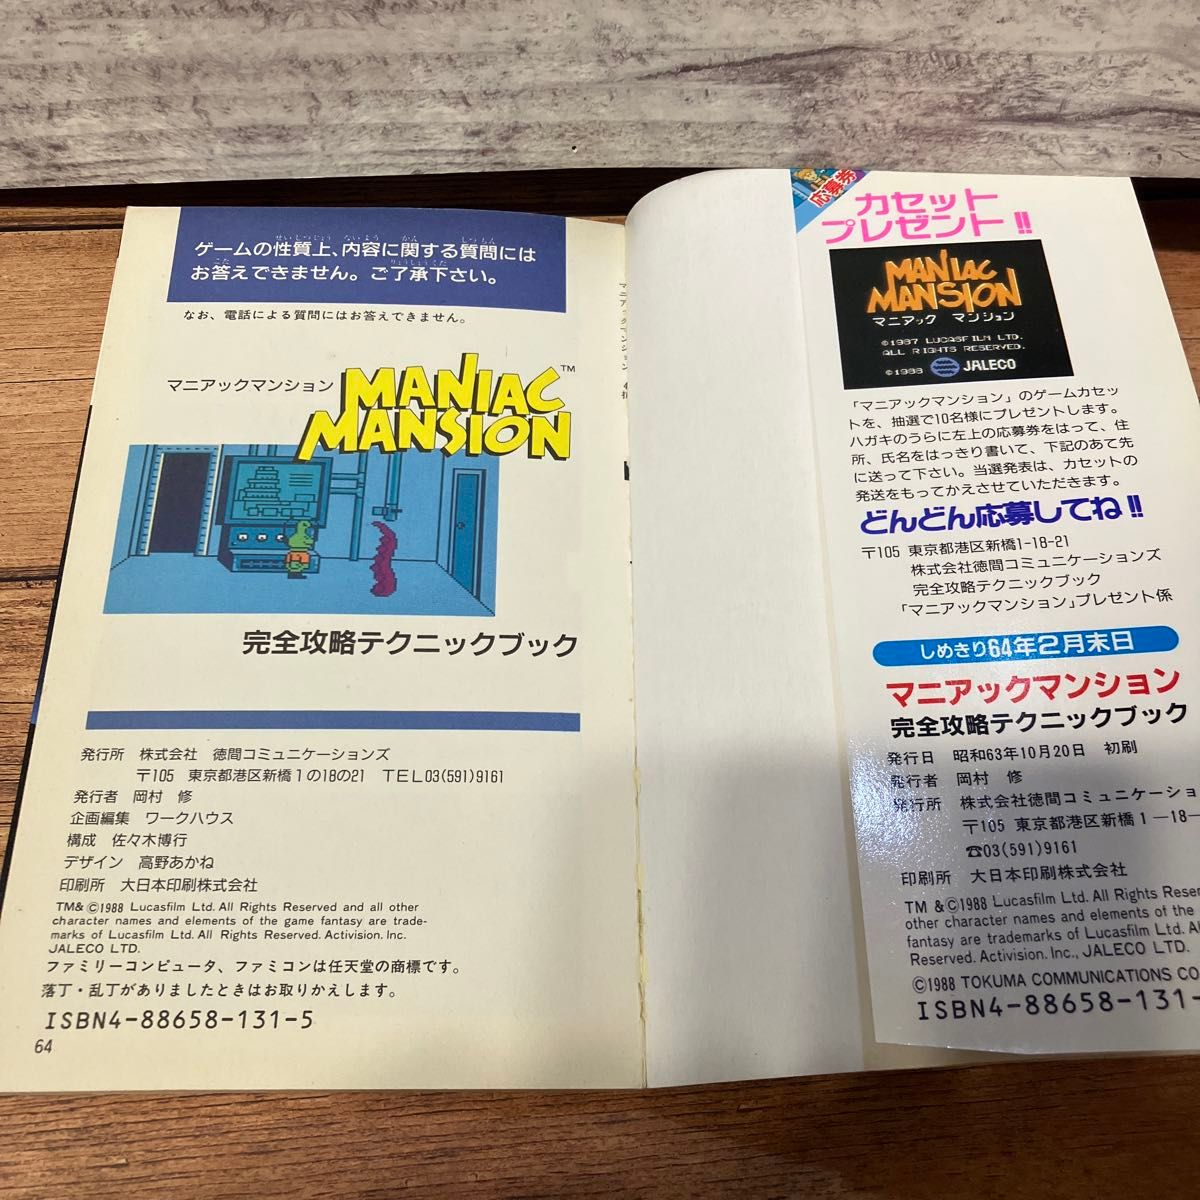 ゲームの性質上、内容に関する質問には
お答えできません。ご了承下さい。
なお、電話による質問にはお答えできません。
マニアックマンション
MANIAC
MANSION™
完全攻略テクニックブック
発行所 株式会社 徳間コミュニケーションズ
〒105 東京都港区新橋1の18の21 TEL03(591)9161
発行者 岡村 修
企画編集 ワークハウス
構成 佐々木博行
デザイン 高野あかね
印刷所 大日本印刷株式会社
TM&©1988 Lucasfilm Ltd. All Rights Reserved and all other
character names and elements of the game fantasy are trade-
marks of Lucasfilm Ltd. All Rights Reserved. Activision. Inc.
JALECO LTD.
ファミリーコンピュータ、ファミコンは任天堂の商標です。
落丁・乱丁がありましたときはお取りかえします。
ISBN4-88658-131-5
64
応募券
カセット
プレゼント!!
MANIAC
MANSION
マニアック マンション
©1987 LUCASFILM LTD.
ALL RIGHTS RESERVED.
©1988 JALECO
「マニアックマンション」のゲームカセッ
トを、抽選で10名様にプレゼントします。
ハガキのうらに左上の応募券をはって、住
所、氏名をはっきり書いて、下記のあて先
に送って下さい。当選発表は、カセットの
発送をもってかえさせていただきます。
どんどん応募してね!!
〒105 東京都港区新橋1-18-21
株式会社徳間コミュニケーションズ
完全攻略テクニックブック
「マニアックマンション」プレゼント係
しめきり64年2月末日
マニアックマンション
完全攻略テクニックブック
発行日 昭和63年10月20日 初刷
発行者 岡村 修
発行所 株式会社徳間コミュニケーショ
〒105 東京都港区新橋1―18-
☎03(591)9161
印刷所 大日本印刷株式会社
TM &©1988 Lucasfilm Ltd. All Rights
other character names and elements of the
fantasy are trademarks of Lucasfilm Ltd.
Reserved. Activision. Inc., JALECO LTD.
©1988 TOKUMA COMMUNICATIONS CO
ISBN4-88658-131-